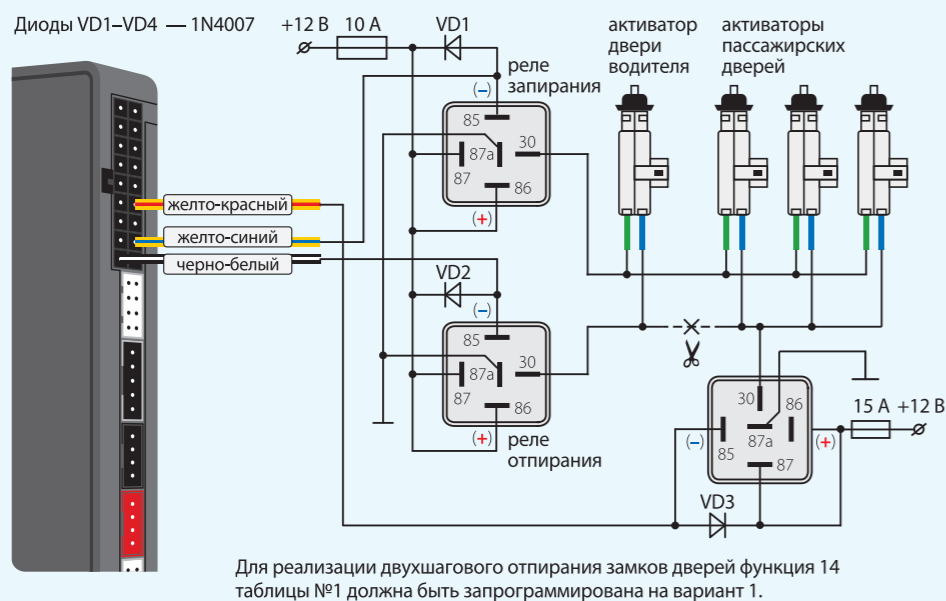 Диоды VD1–VD4 — 1N4007
+12 В
10 А
VD1
реле
запирания
(–)
85
30
87а
87
86
(+)
активатор
двери
водителя
активаторы
пассажирских
дверей
желто-красный
желто-синий
черно-белый
VD2
(–)
85
30
87а
87
86
(+)
реле
отпирания
30
86
15 А
+12 В
(–)
(+)
85
87а
87
VD3
Для реализации двухшагового отпирания замков дверей функция 14
таблицы №1 должна быть запрограммирована на вариант 1.